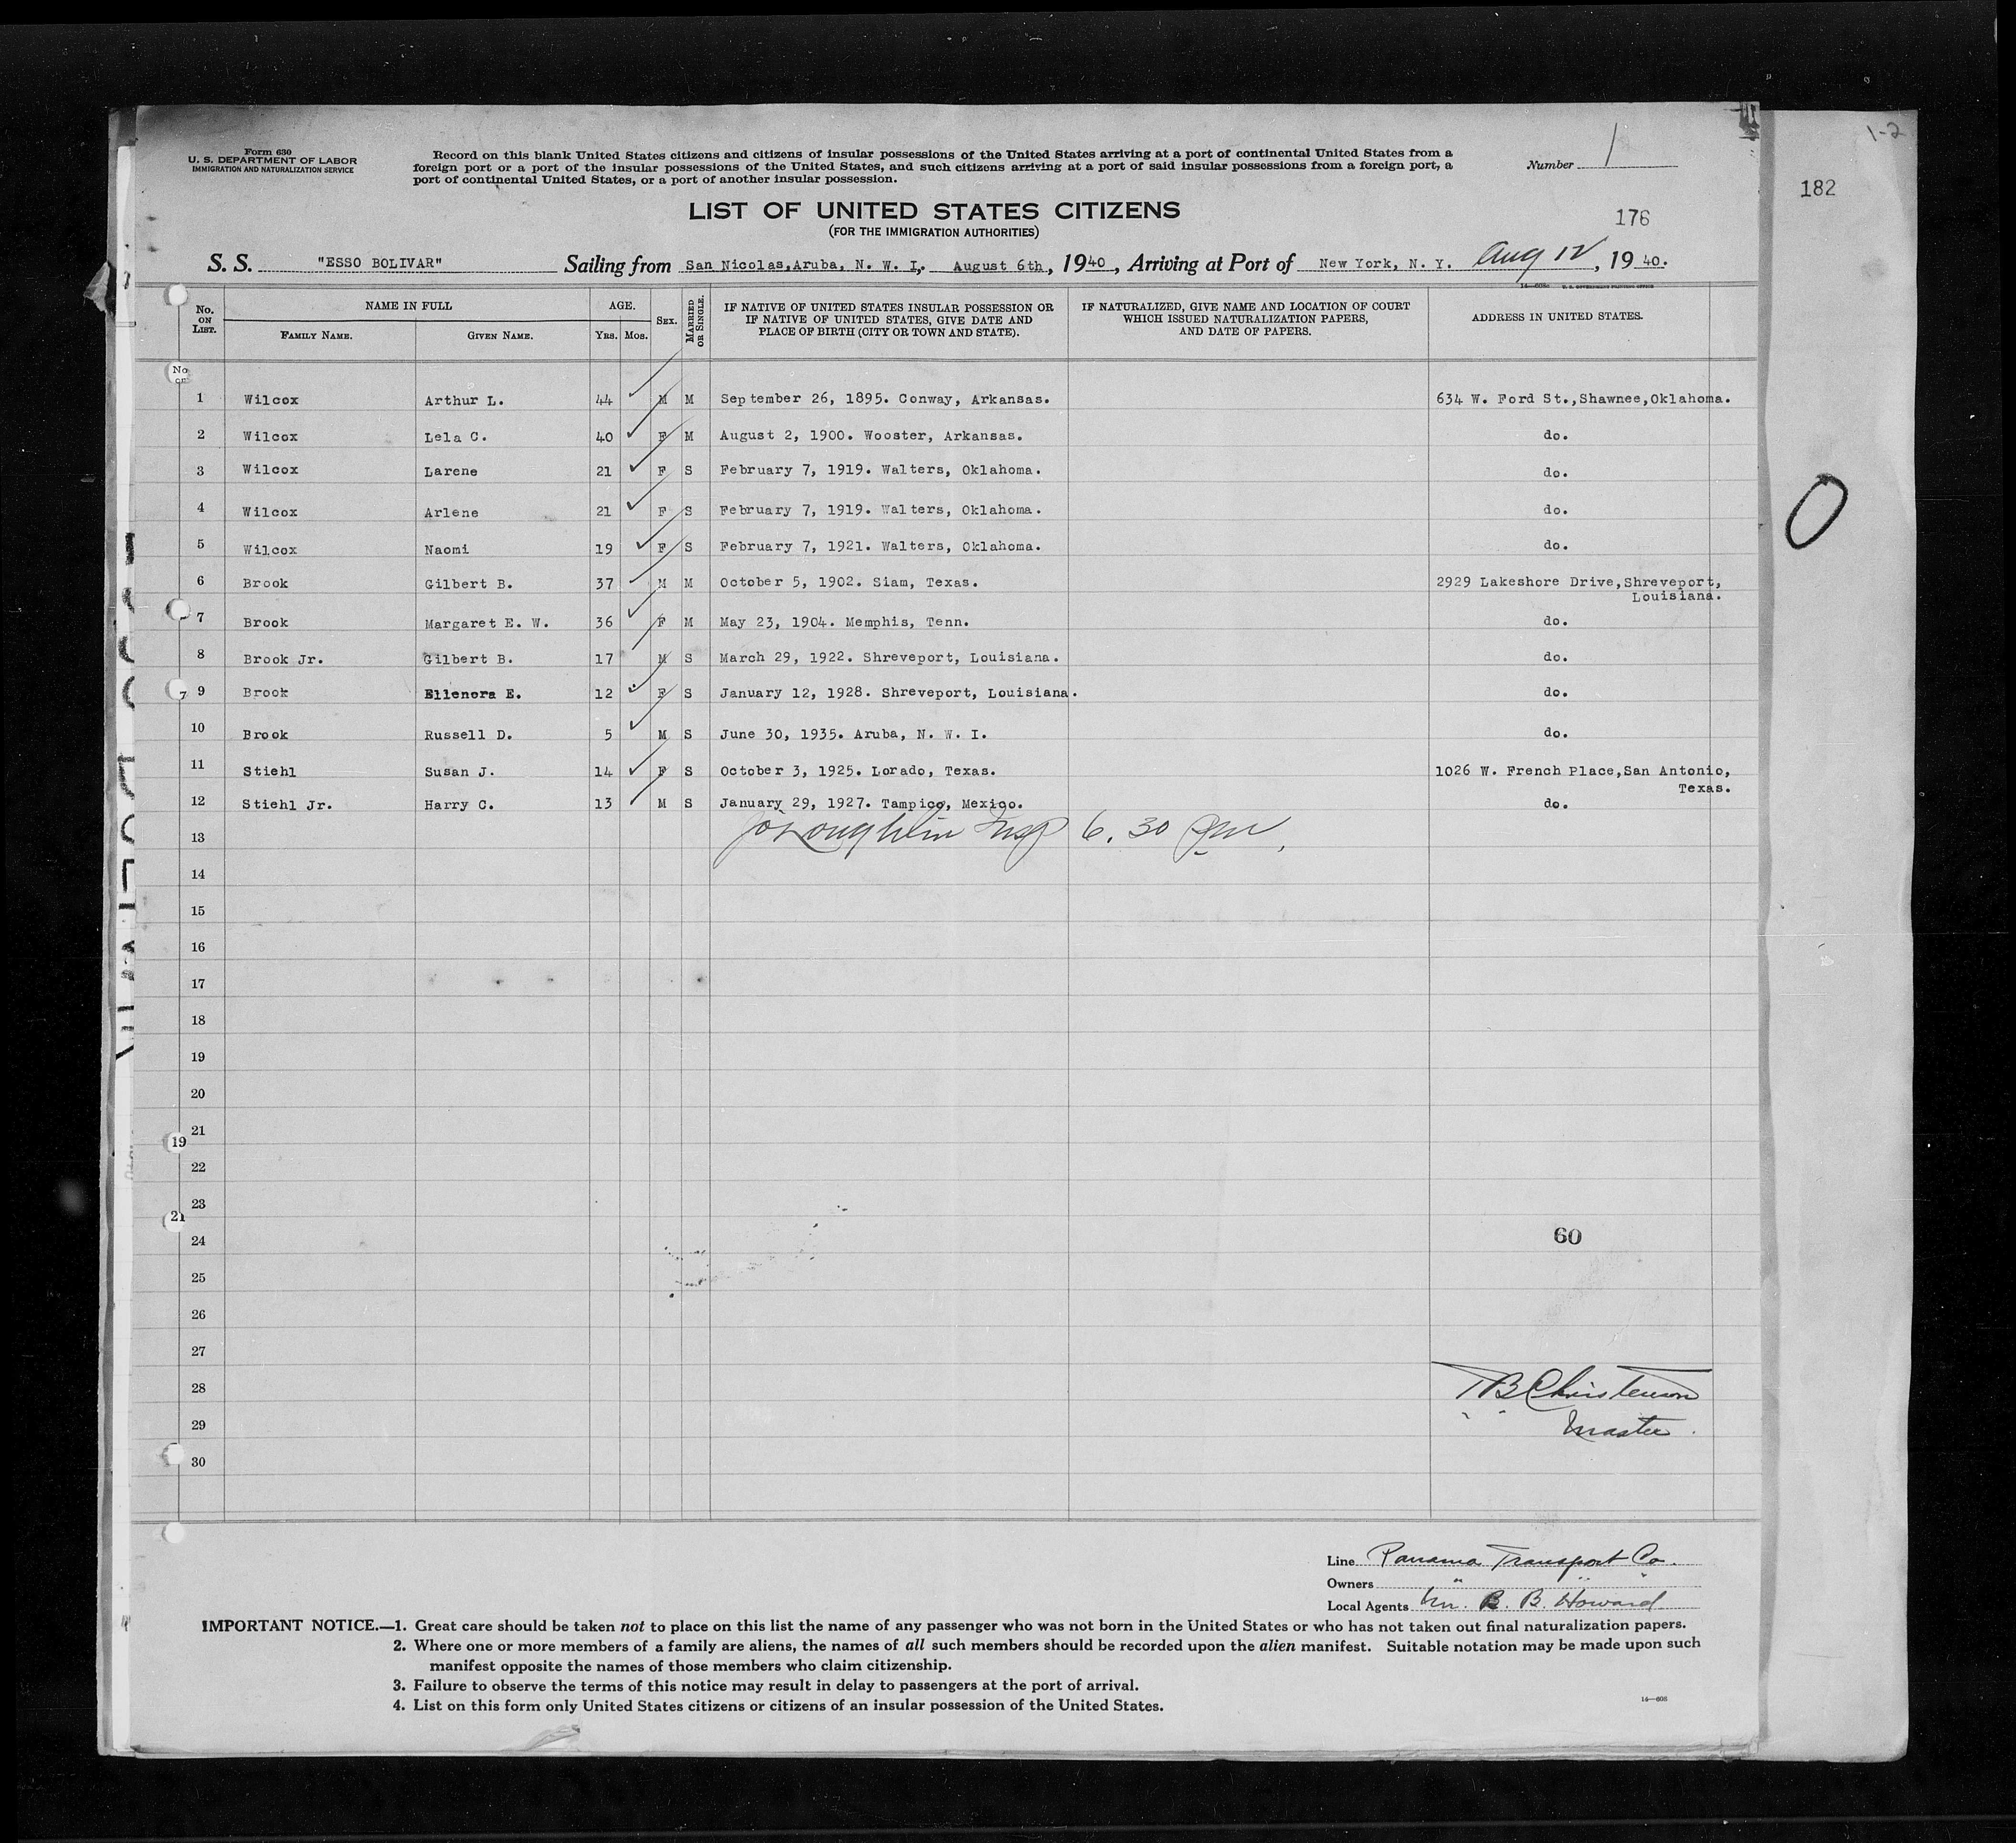 1-2
182
Form 630
U. S. DEPARTMENT OF LABOR
IMMIGRATION AND NATURALIZATION SERVICE
Record on this blank United States citizens and citizens of insular possessions of the United States arriving at a port of continental United States from a
foreign port or a port of the insular possessions of the United States, and such citizens arriving at a port of said insular possessions from a foreign port, a
port of continental United States, or a port of another insular possession.
Number 1
LIST OF UNITED STATES CITIZENS
(FOR THE IMMIGRATION AUTHORITIES)
176
S. S. "ESSO BOLIVAR" Sailing from San Nicolas, Aruba, N. W. I., August 6th, 1940, Arriving at Port of New York, N. Y. Aug 12, 1940.
No. ON LIST. NAME IN FULL FAMILY NAME. GIVEN NAME. AGE. YRS. MOS. SEX. MARRIED OR SINGLE. IF NATIVE OF UNITED STATES INSULAR POSSESSION OR IF NATIVE OF UNITED STATES, GIVE DATE AND PLACE OF BIRTH (CITY OR TOWN AND STATE). IF NATURALIZED, GIVE NAME AND LOCATION OF COURT WHICH ISSUED NATURALIZATION PAPERS, AND DATE OF PAPERS. ADDRESS IN UNITED STATES.
1 Wilcox Arthur L. 44 M M September 26, 1895. Conway, Arkansas. 634 W. Ford St.,Shawnee,Oklahoma.
2 Wilcox Lela C. 40 F M August 2, 1900. Wooster, Arkansas. do.
3 Wilcox Larene 21 F S February 7, 1919. Walters, Oklahoma. do.
4 Wilcox Arlene 21 F S February 7, 1919. Walters, Oklahoma. do.
5 Wilcox Naomi 19 F S February 7, 1921. Walters, Oklahoma. do.
6 Brook Gilbert B. 37 M M October 5, 1902. Siam, Texas. 2929 Lakeshore Drive,Shreveport,
Louisiana.
7 Brook Margaret E. W. 36 F M May 23, 1904. Memphis, Tenn. do.
8 Brook Jr. Gilbert B. 17 M S March 29, 1922. Shreveport, Louisiana. do.
9 Brook Ellenora E. 12 F S January 12, 1928. Shreveport, Louisiana. do.
10 Brook Russell D. 5 M S June 30, 1935. Aruba, N. W. I. do.
11 Stiehl Susan J. 14 F S October 3, 1925. Lorado, Texas. 1026 W. French Place,San Antonio,
Texas.
12 Stiehl Jr. Harry C. 13 M S January 29, 1927. Tampico, Mexico. do.
13 Insp 6.30 pm
14
15
16
17
18
19
20
21
22
23
24 60
25
26
27
28 TB Christenson
29 Master
30
Line Panama Transport Co.
Owners " " "
Local Agents Mr. B. B. Howard
IMPORTANT NOTICE.—1. Great care should be taken not to place on this list the name of any passenger who was not born in the United States or who has not taken out final naturalization papers.
2. Where one or more members of a family are aliens, the names of all such members should be recorded upon the alien manifest. Suitable notation may be made upon such
manifest opposite the names of those members who claim citizenship.
3. Failure to observe the terms of this notice may result in delay to passengers at the port of arrival.
4. List on this form only United States citizens or citizens of an insular possession of the United States.